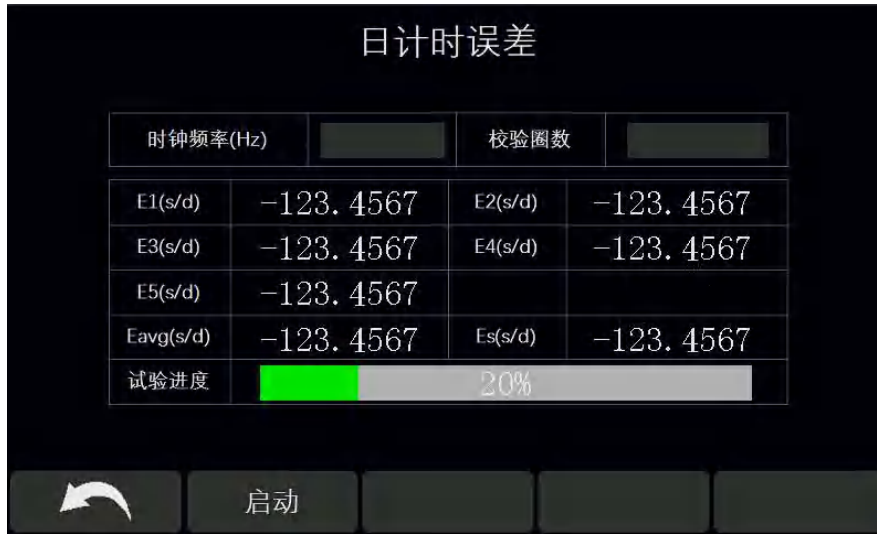 日计时误差
时钟频率(Hz) 校验圈数
E1(s/d) -123.4567 E2(s/d) -123.4567
E3(s/d) -123.4567 E4(s/d) -123.4567
E5(s/d) -123.4567
Eavg(s/d) -123.4567 Es(s/d) -123.4567
试验进度 20%
启动